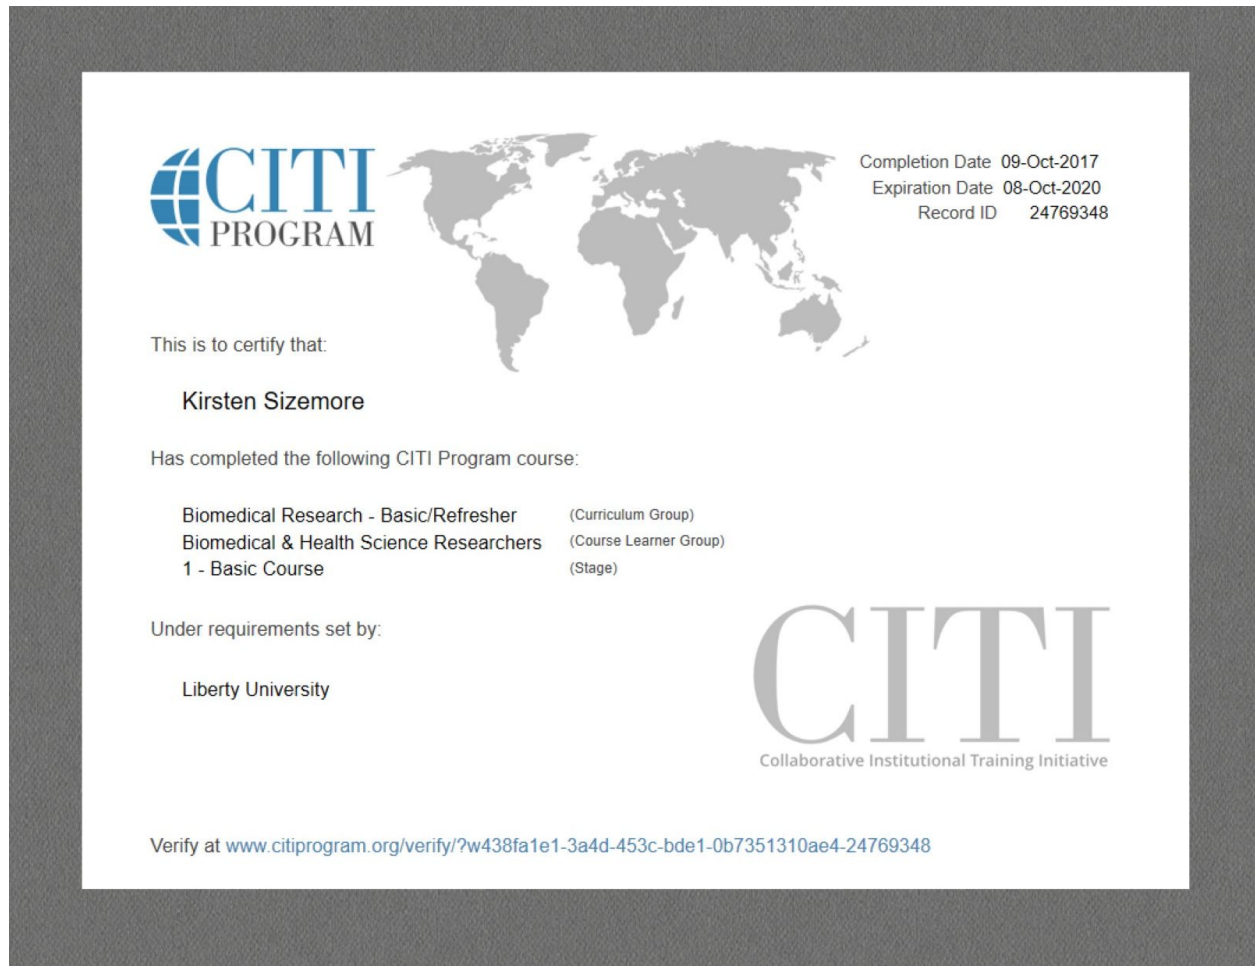 CITI
PROGRAM
Completion Date 09-Oct-2017
Expiration Date 08-Oct-2020
Record ID 24769348
This is to certify that:
Kirsten Sizemore
Has completed the following CITI Program course:
Biomedical Research - Basic/Refresher (Curriculum Group)
Biomedical & Health Science Researchers (Course Learner Group)
1 - Basic Course (Stage)
Under requirements set by:
Liberty University
CITI
Collaborative Institutional Training Initiative
Verify at www.citiprogram.org/verify/?w438fa1e1-3a4d-453c-bde1-0b7351310ae4-24769348